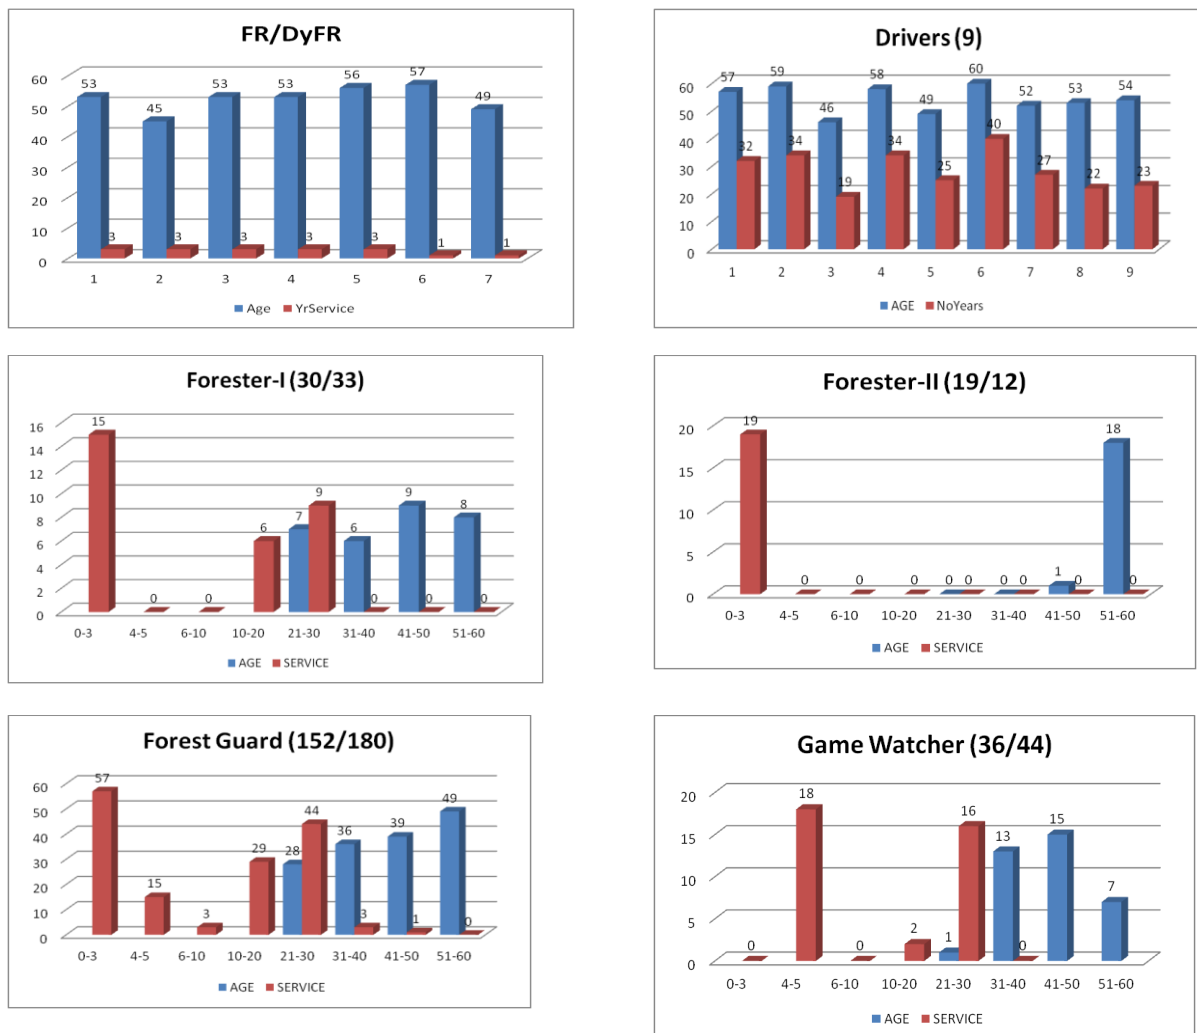 FR/DyFR
60
50
40
30
20
10
0
53 45 53 53 56 57 49
3 3 3 3 3 1 1
1 2 3 4 5 6 7
Age YrService
Drivers (9)
60
50
40
30
20
10
0
57 59 46 58 49 60 52 53 54
32 34 19 34 25 40 27 22 23
1 2 3 4 5 6 7 8 9
AGE NoYears
Forester-I (30/33)
16
14
12
10
8
6
4
2
0
15 0 0 6 7 9 6 0 9 0 8 0
0-3 4-5 6-10 10-20 21-30 31-40 41-50 51-60
AGE SERVICE
Forester-II (19/12)
20
15
10
5
0
19 0 0 0 0 0 0 0 1 0 18 0
0-3 4-5 6-10 10-20 21-30 31-40 41-50 51-60
AGE SERVICE
Forest Guard (152/180)
60
50
40
30
20
10
0
57 15 3 29 28 44 36 3 39 1 49 0
0-3 4-5 6-10 10-20 21-30 31-40 41-50 51-60
AGE SERVICE
Game Watcher (36/44)
20
15
10
5
0
0 18 0 2 1 16 13 0 15 7
0-3 4-5 6-10 10-20 21-30 31-40 41-50 51-60
AGE SERVICE